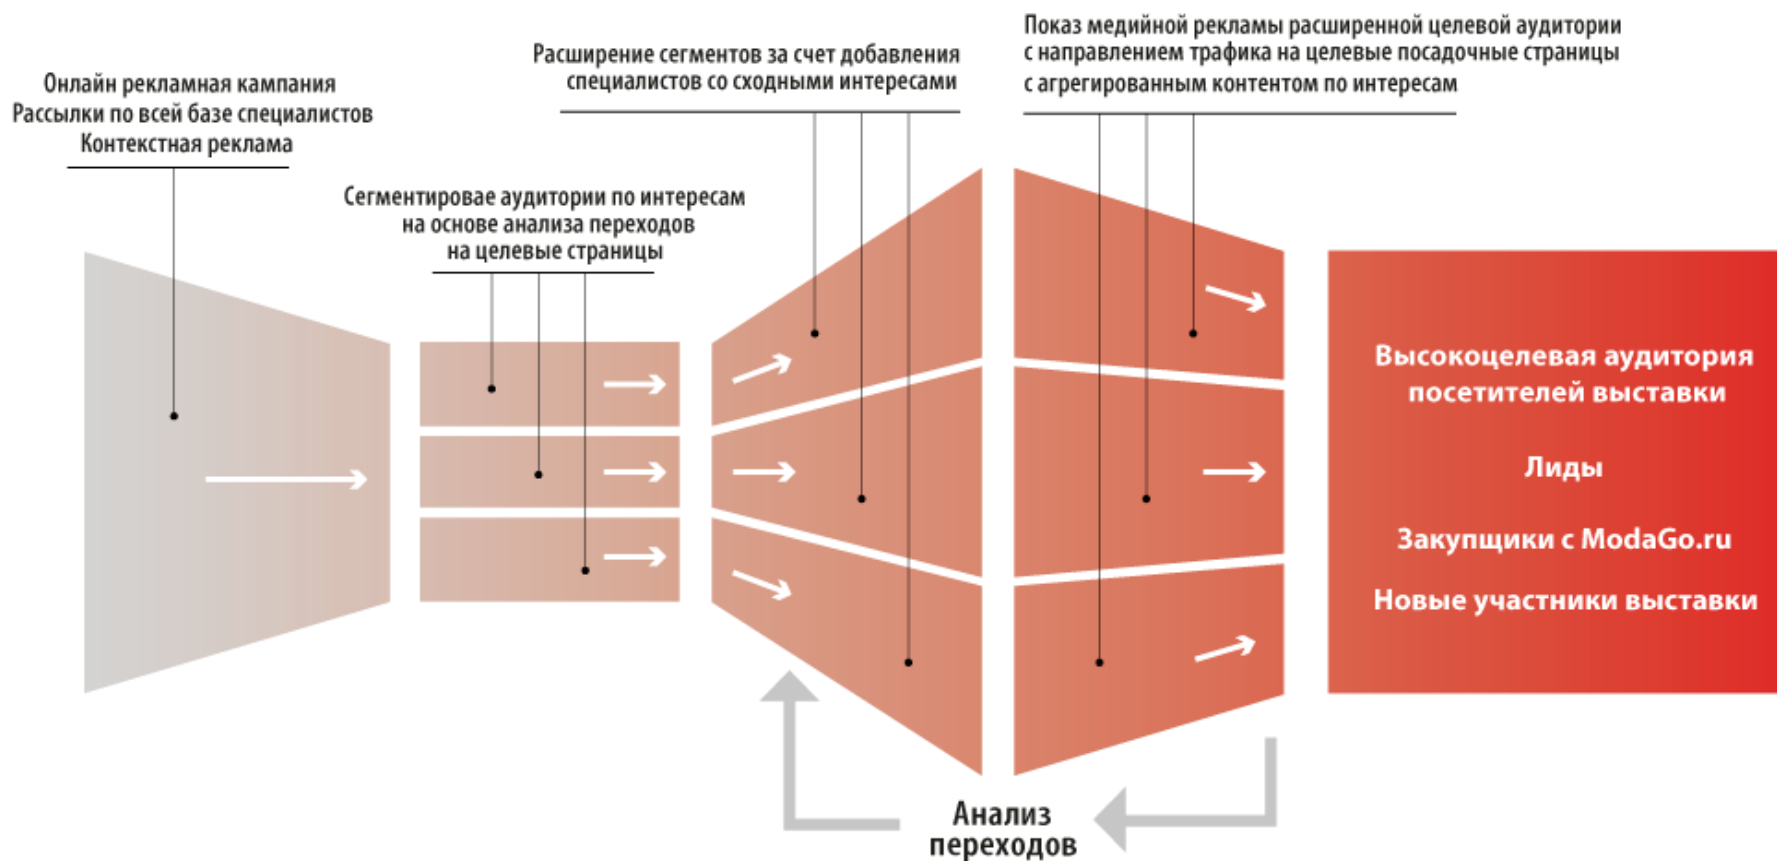 Онлайн рекламная кампания
Рассылки по всей базе специалистов
Контекстная реклама
Сегментировае аудитории по интересам
на основе анализа переходов
на целевые страницы
Расширение сегментов за счет добавления
специалистов со сходными интересами
Показ медийной рекламы расширенной целевой аудитории
с направлением трафика на целевые посадочные страницы
с агрегированным контентом по интересам
Высокоцелевая аудитория
посетителей выставки
Лиды
Закупщики с ModaGo.ru
Новые участники выставки
Анализ
переходов